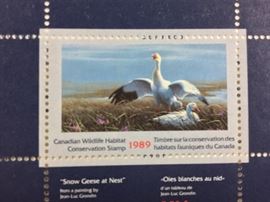 Canadian Wildlife Habitat
Conservation Stamp
1989
Timbre sur la conservation des
habitats fauniques du Canada
"Snow Geese at Nest"
from a painting by
Jean-Luc Grondin
«Oies blanches au nid»
d'un tableau de
Jean-Luc Grondin